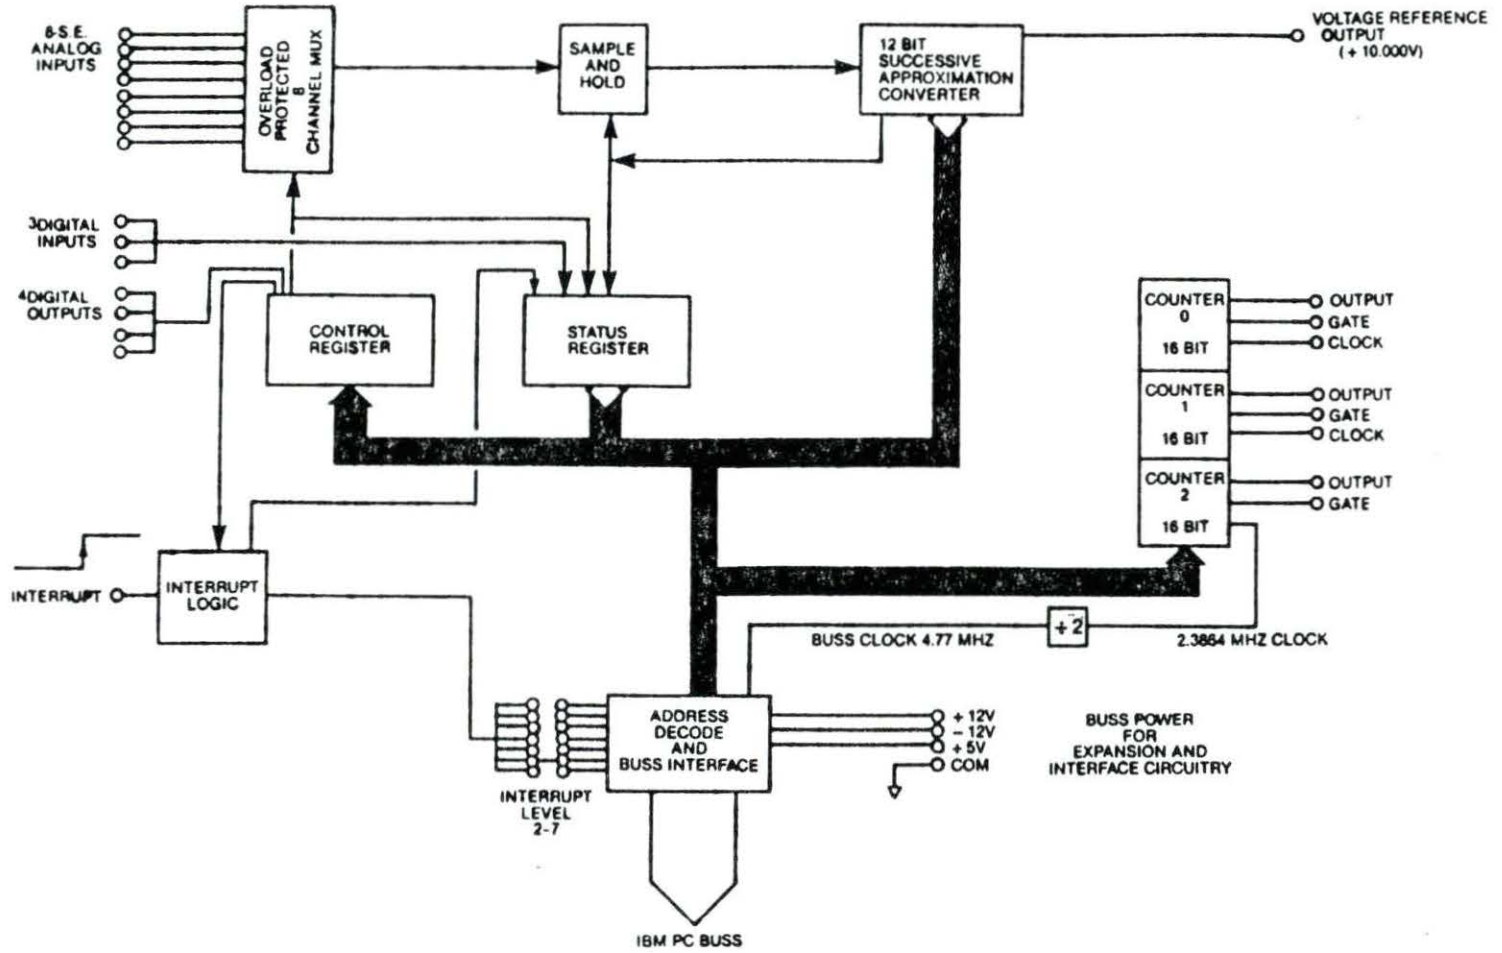 8-S.E.
ANALOG
INPUTS
OVERLOAD
PROTECTED
8
CHANNEL MUX
SAMPLE
AND
HOLD
12 BIT
SUCCESSIVE
APPROXIMATION
CONVERTER
VOLTAGE REFERENCE
OUTPUT
(+ 10.000V)
3DIGITAL
INPUTS
4DIGITAL
OUTPUTS
CONTROL
REGISTER
STATUS
REGISTER
COUNTER
0
16 BIT
OUTPUT
GATE
CLOCK
COUNTER
1
16 BIT
OUTPUT
GATE
CLOCK
COUNTER
2
16 BIT
OUTPUT
GATE
INTERRUPT
INTERRUPT
LOGIC
BUSS CLOCK 4.77 MHZ
÷2
2.3864 MHZ CLOCK
ADDRESS
DECODE
AND
BUSS INTERFACE
+ 12V
- 12V
+ 5V
COM
BUSS POWER
FOR
EXPANSION AND
INTERFACE CIRCUITRY
INTERRUPT
LEVEL
2-7
IBM PC BUSS